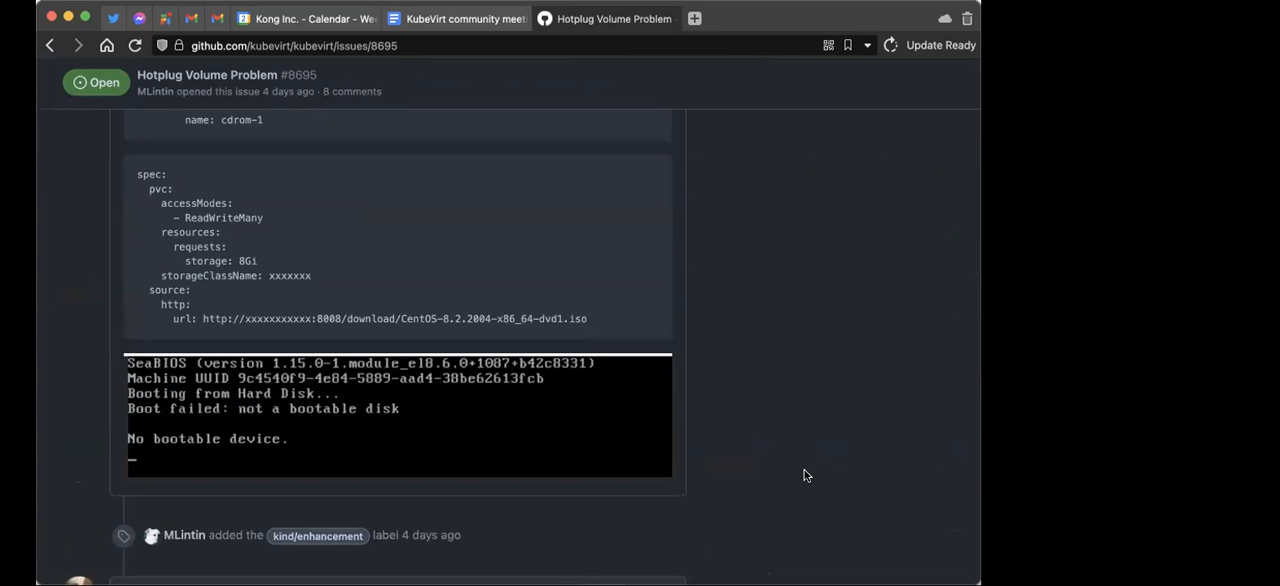 Kong Inc. - Calendar - We
KubeVirt community meet
Hotplug Volume Problem
github.com/kubevirt/kubevirt/issues/8695
Update Ready
Open
Hotplug Volume Problem #8695
MLintin opened this issue 4 days ago · 8 comments
name: cdrom-1
spec:
pvc:
accessModes:
- ReadWriteMany
resources:
requests:
storage: 8Gi
storageClassName: xxxxxxx
source:
http:
url: http://xxxxxxxxxxx:8008/download/CentOS-8.2.2004-x86_64-dvd1.iso
SeaBIOS (version 1.15.0-1.module_el8.6.0+1087+b42c8331)
Machine UUID 9c4540f9-4e84-5889-aad4-38be62613fcb
Booting from Hard Disk...
Boot failed: not a bootable disk
No bootable device.
MLintin added the kind/enhancement label 4 days ago